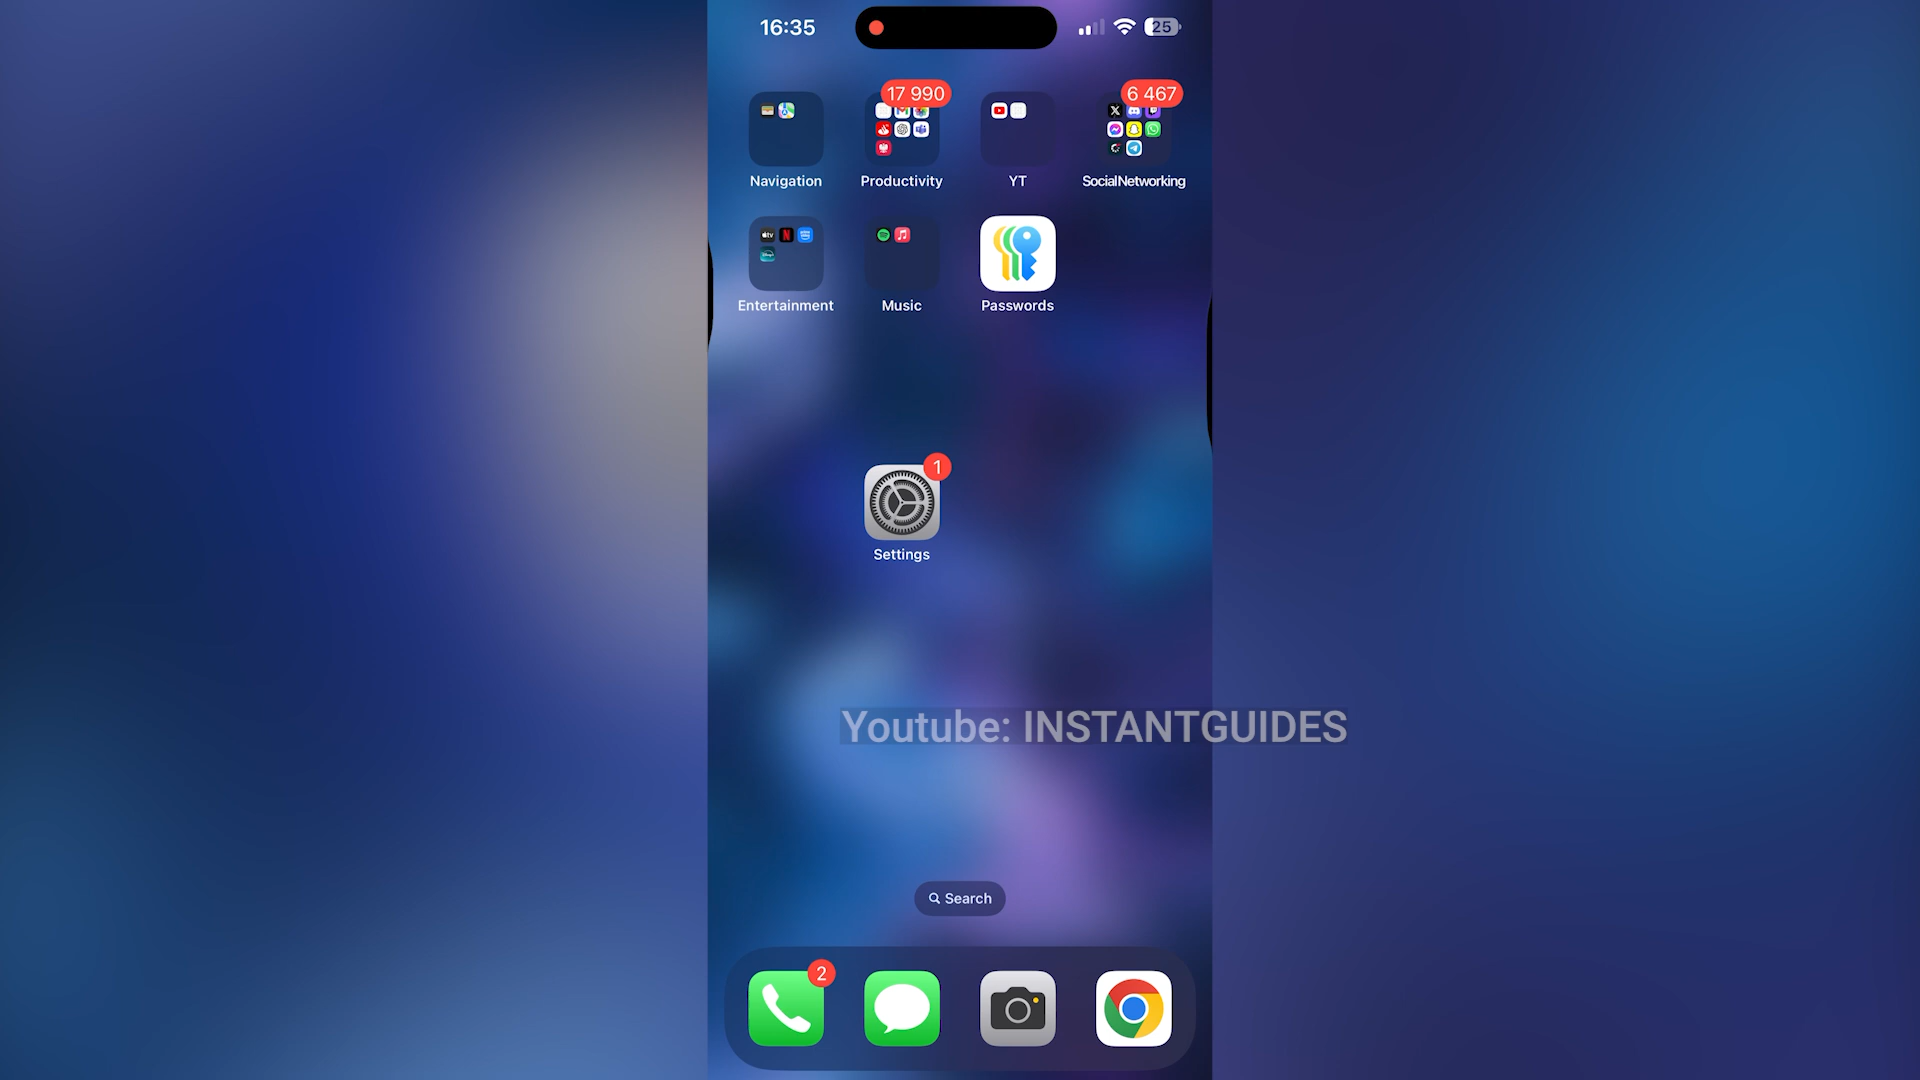 16:35
25
17 990
6 467
Navigation
Productivity
YT
SocialNetworking
Entertainment
Music
Passwords
1
Settings
Youtube: INSTANTGUIDES
Search
2